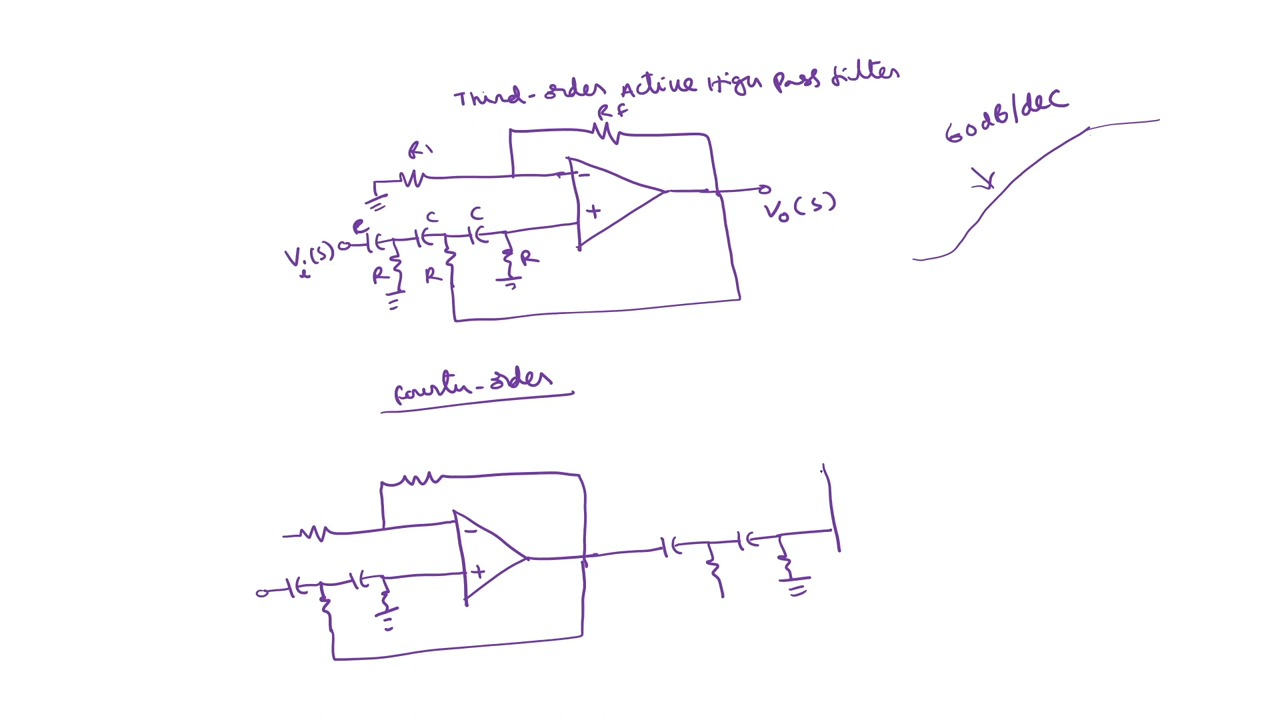 Third-order Active High Pass filter
60dB/dec
Rf
R1
-
+
Vo(s)
C
C
C
Vi(s)
R
R
R
fourth-order
-
+